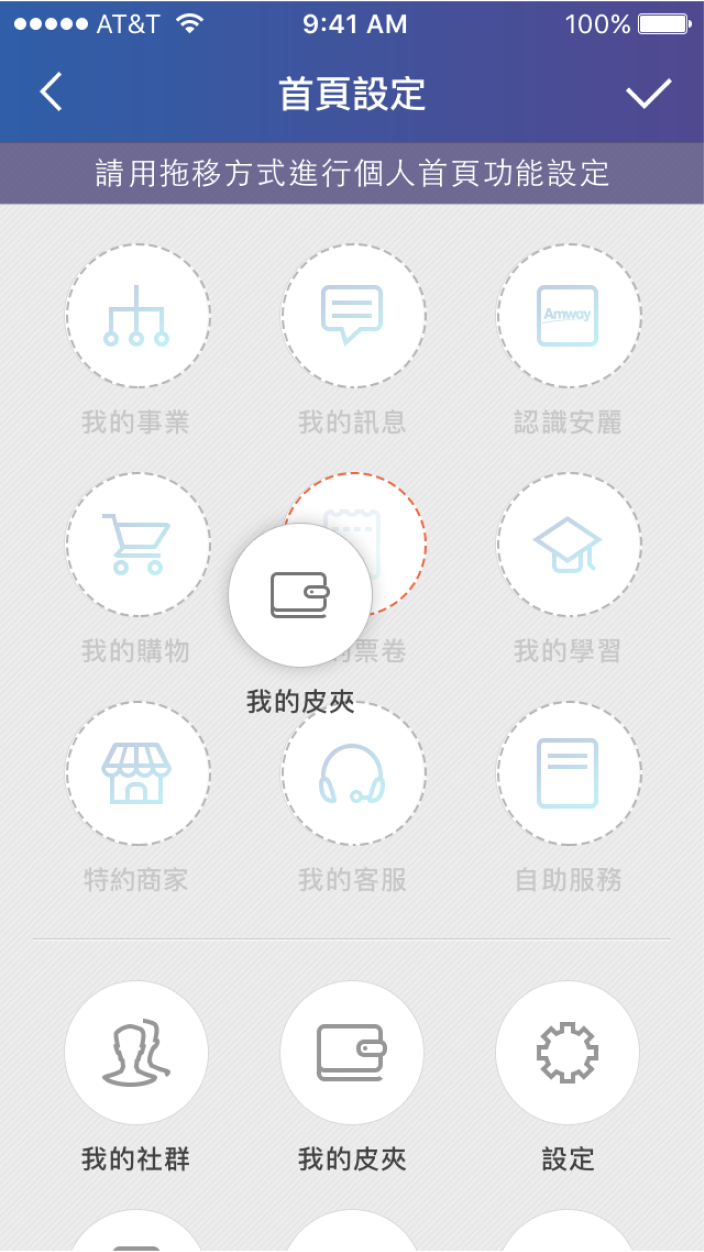 AT&T 9:41 AM 100%
首頁設定
請用拖移方式進行個人首頁功能設定
Amway
我的事業 我的訊息 認識安麗
我的購物 票卷 我的學習
我的皮夾
特約商家 我的客服 自助服務
我的社群 我的皮夾 設定